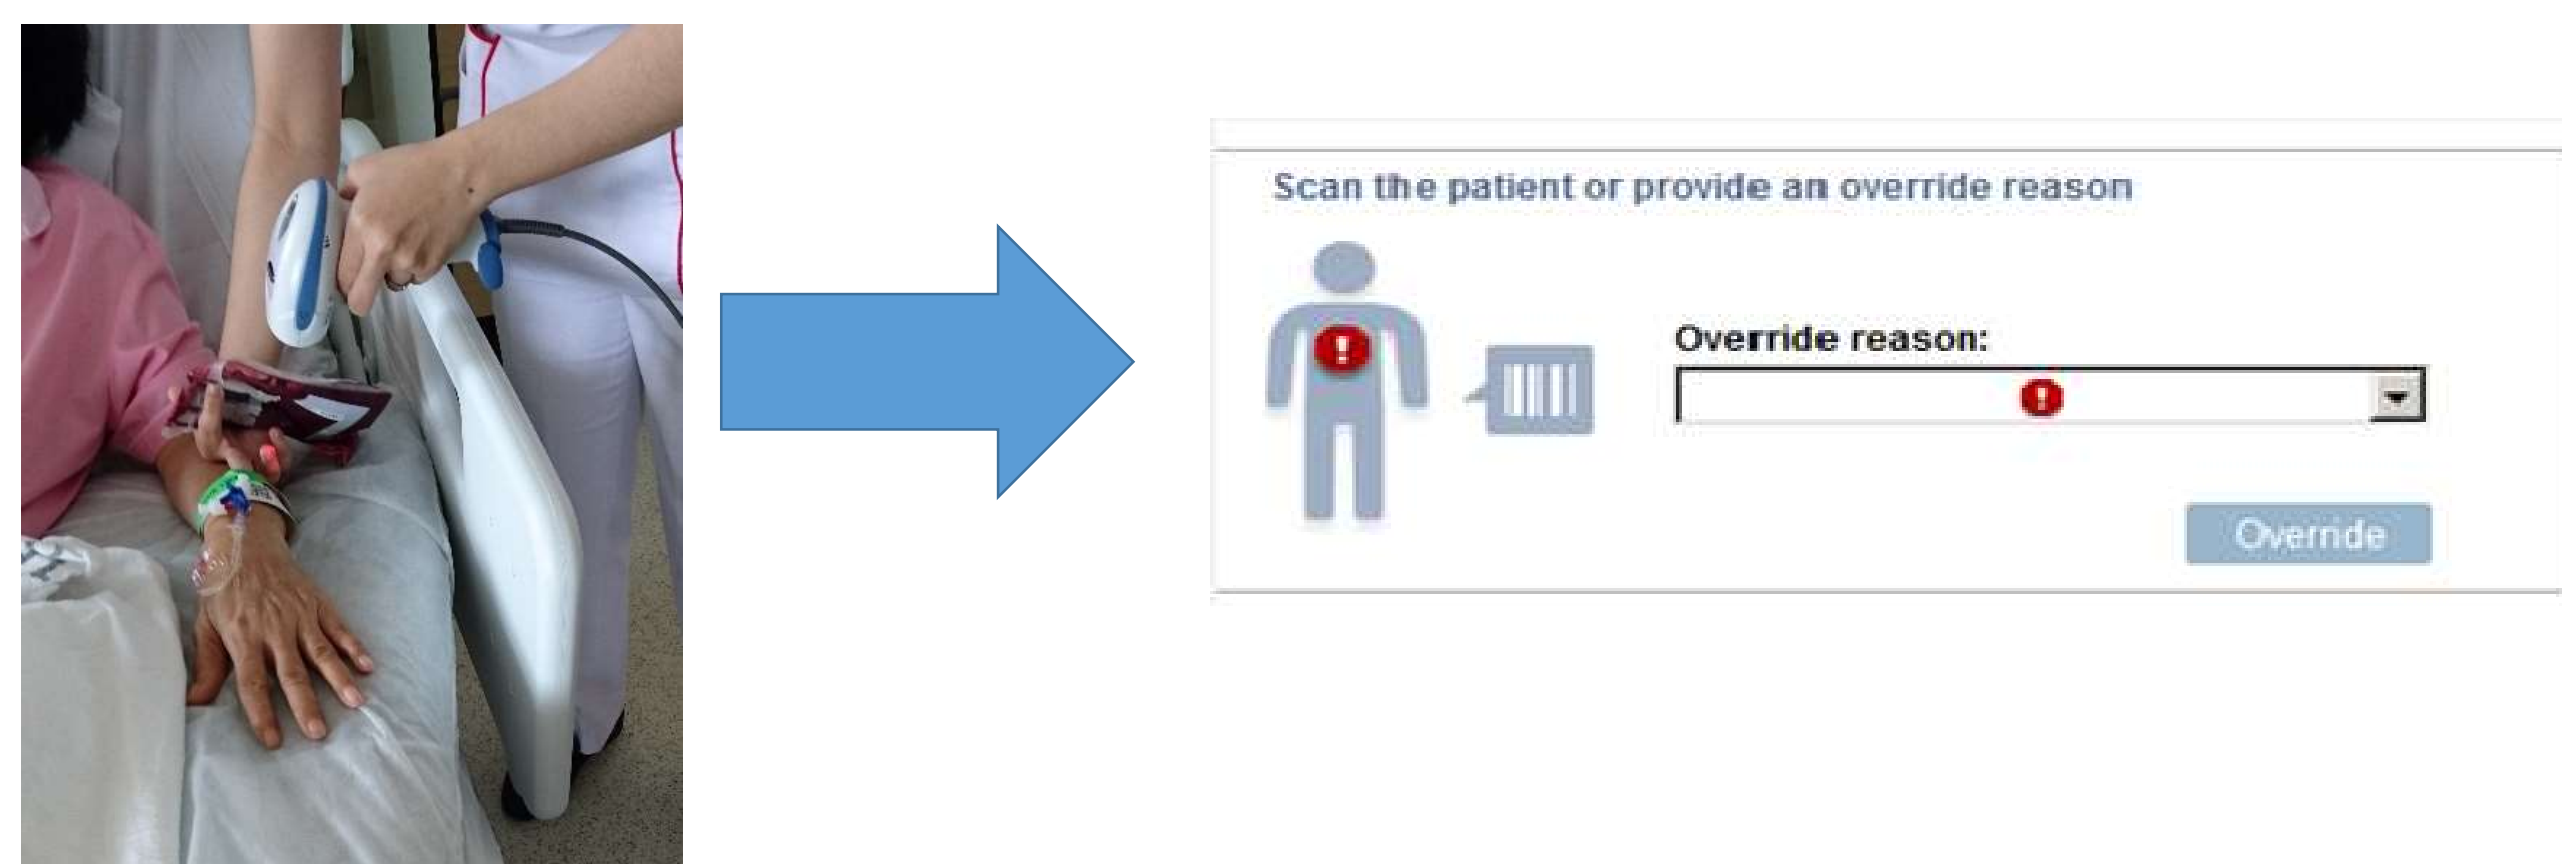 Scan the patient or provide an override reason
Override reason:
Override